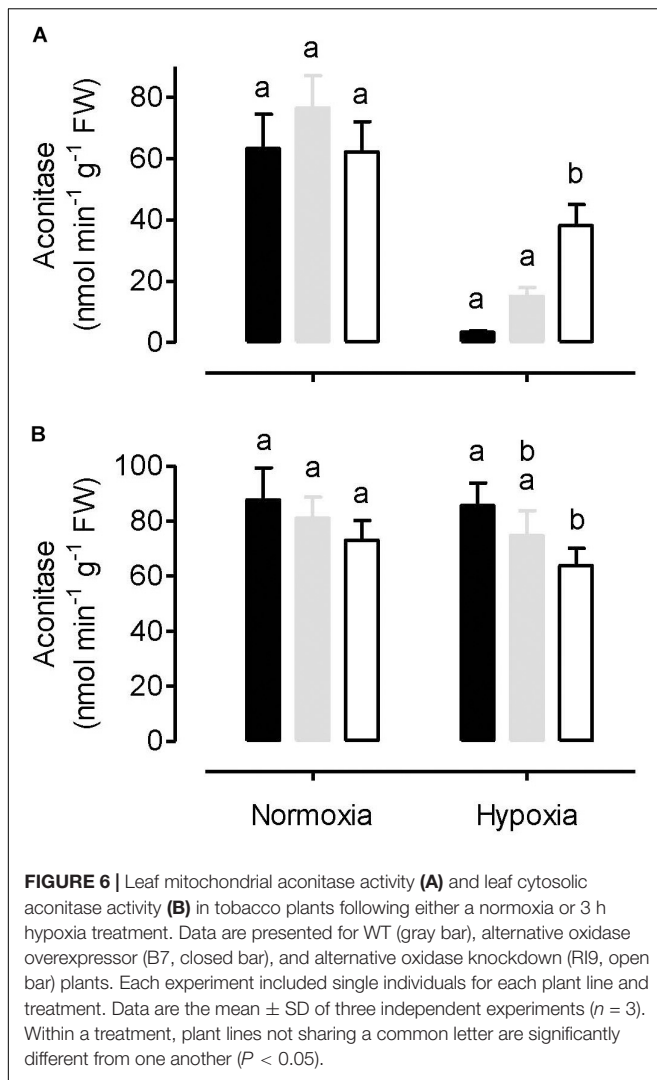 A
Aconitase
(nmol min⁻¹ g⁻¹ FW)
80
60
40
20
0
a a a
a a b
B
Aconitase
(nmol min⁻¹ g⁻¹ FW)
100
80
60
40
20
0
a a a
a b a b
Normoxia Hypoxia
FIGURE 6 | Leaf mitochondrial aconitase activity (A) and leaf cytosolic
aconitase activity (B) in tobacco plants following either a normoxia or 3 h
hypoxia treatment. Data are presented for WT (gray bar), alternative oxidase
overexpressor (B7, closed bar), and alternative oxidase knockdown (RI9, open
bar) plants. Each experiment included single individuals for each plant line and
treatment. Data are the mean ± SD of three independent experiments (n = 3).
Within a treatment, plant lines not sharing a common letter are significantly
different from one another (P < 0.05).